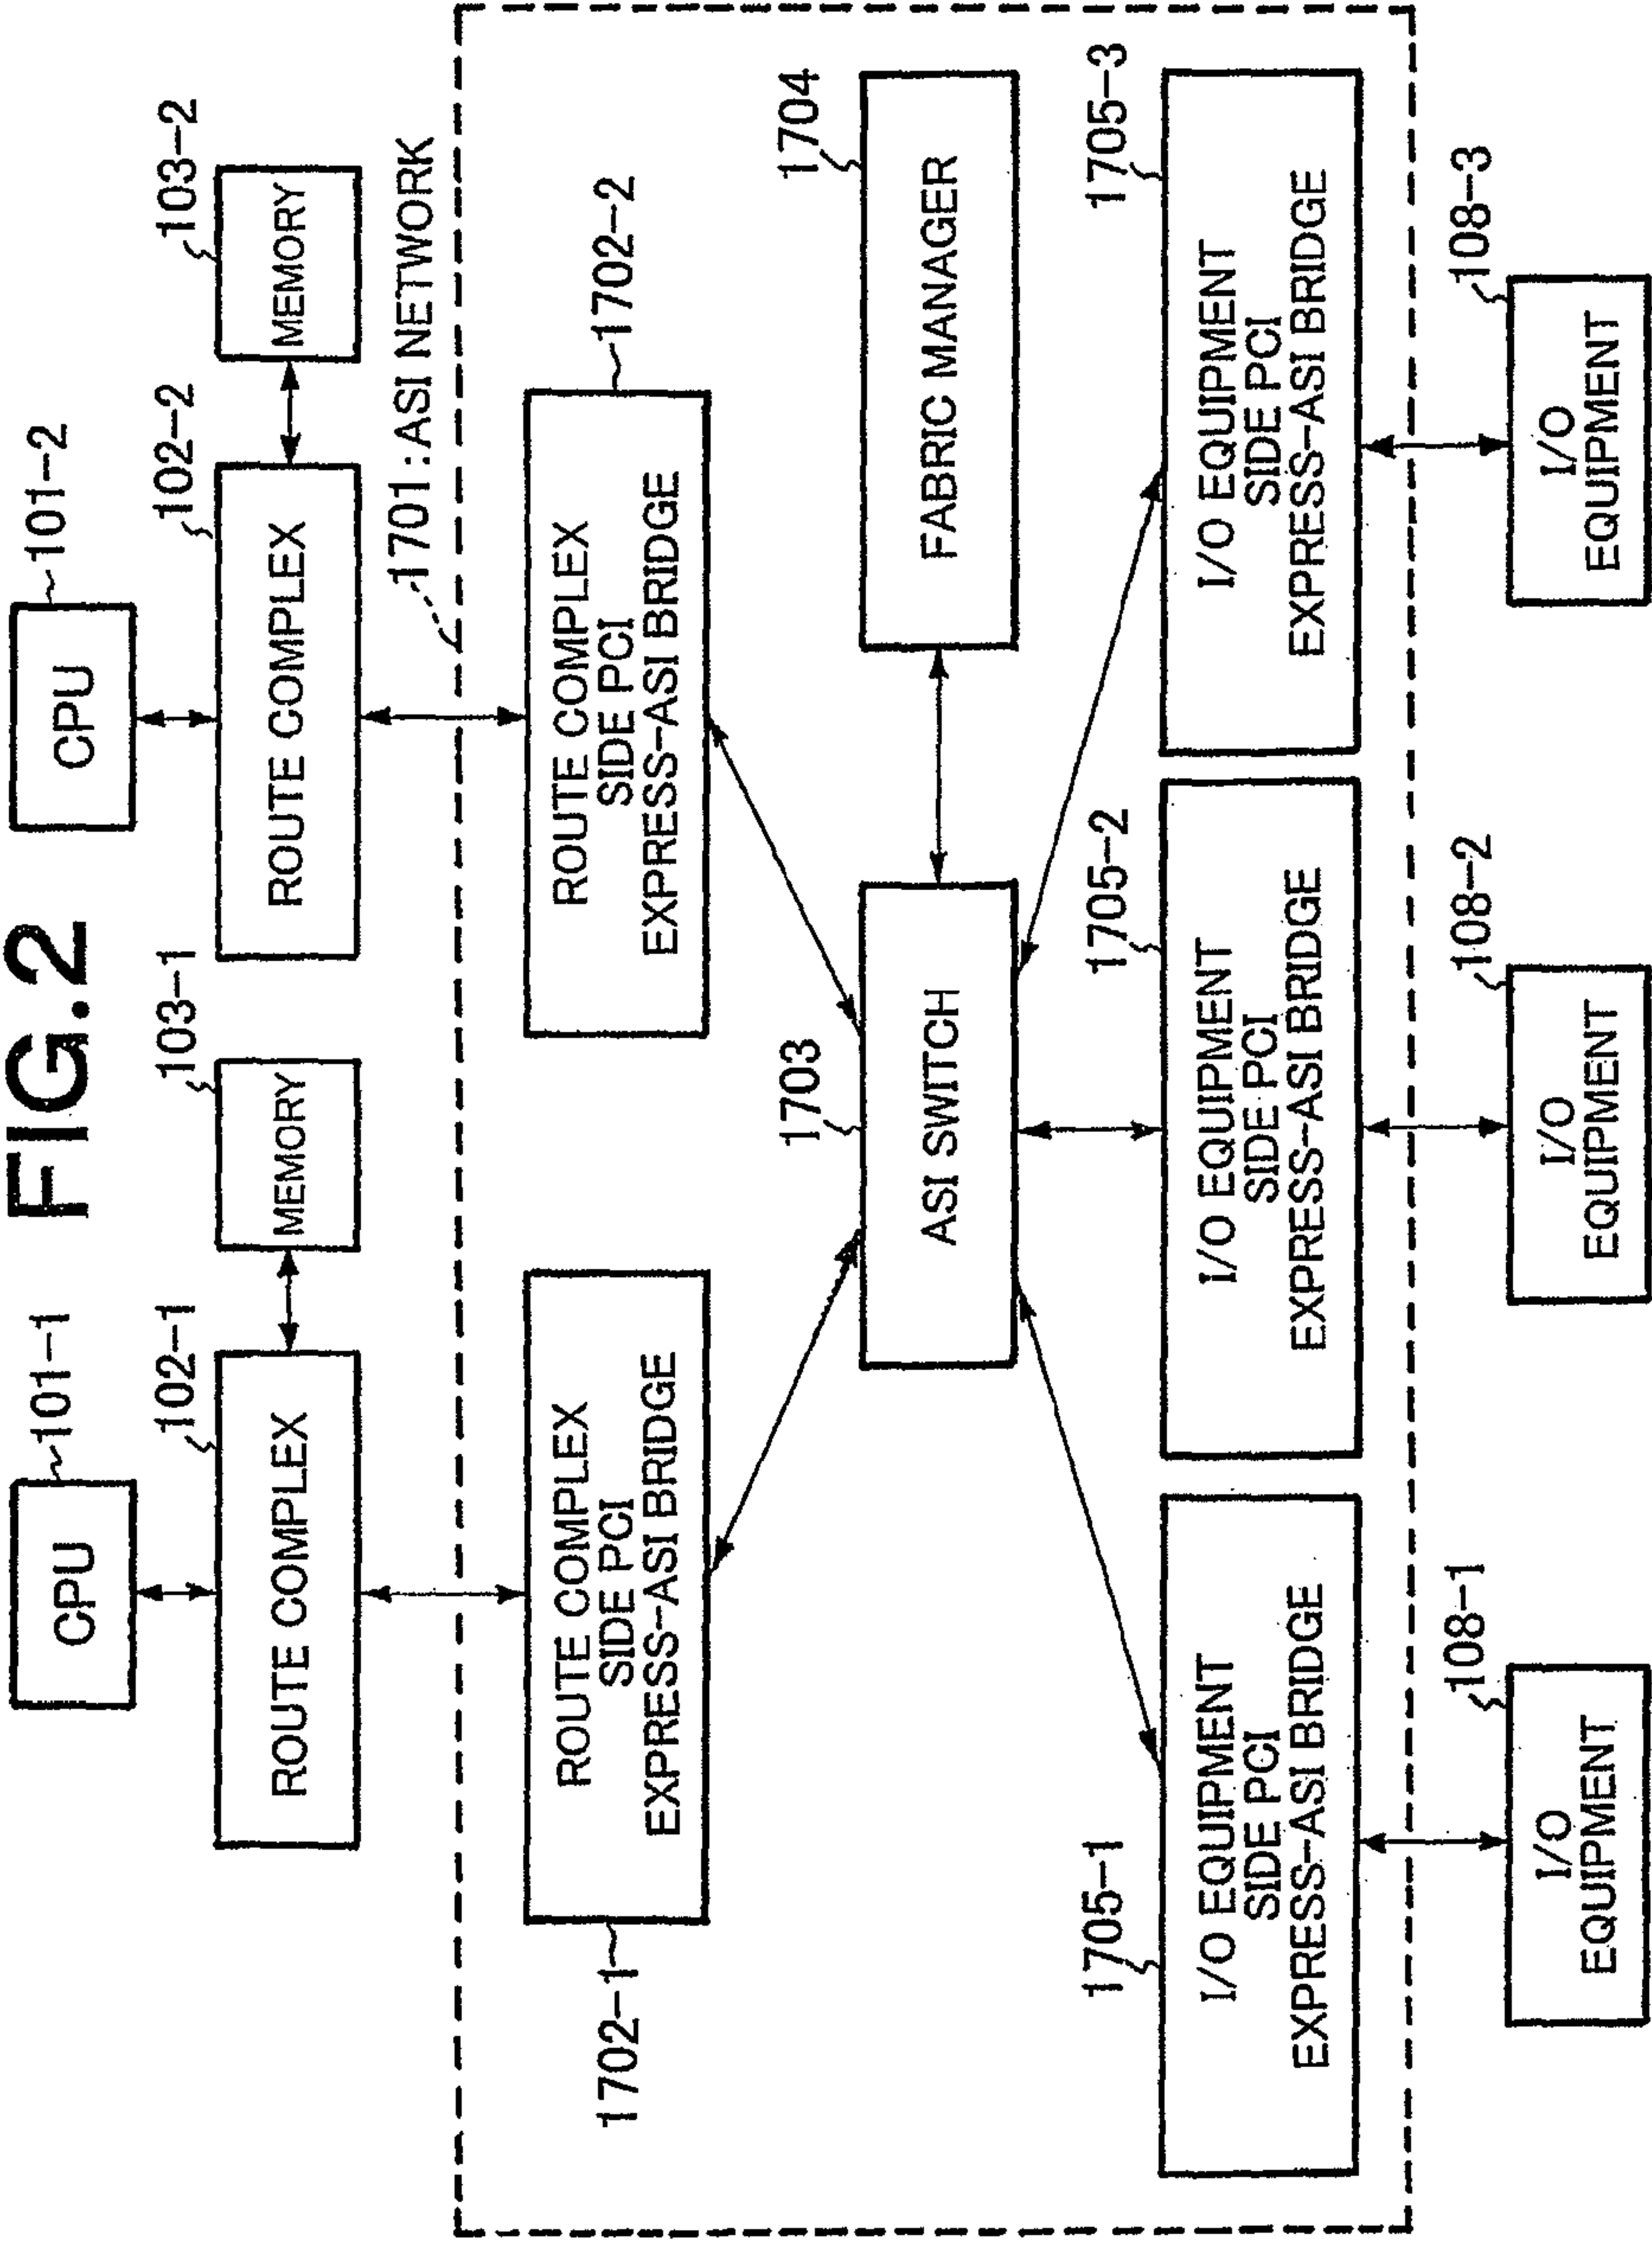 FIG.2
101-1
CPU
101-2
CPU
102-1
ROUTE COMPLEX
103-1
MEMORY
102-2
ROUTE COMPLEX
103-2
MEMORY
1701:ASI NETWORK
1702-1
ROUTE COMPLEX
SIDE PCI
EXPRESS-ASI BRIDGE
1702-2
ROUTE COMPLEX
SIDE PCI
EXPRESS-ASI BRIDGE
1703
ASI SWITCH
1704
FABRIC MANAGER
1705-1
I/O EQUIPMENT
SIDE PCI
EXPRESS-ASI BRIDGE
1705-2
I/O EQUIPMENT
SIDE PCI
EXPRESS-ASI BRIDGE
1705-3
I/O EQUIPMENT
SIDE PCI
EXPRESS-ASI BRIDGE
108-1
I/O
EQUIPMENT
108-2
I/O
EQUIPMENT
108-3
I/O
EQUIPMENT